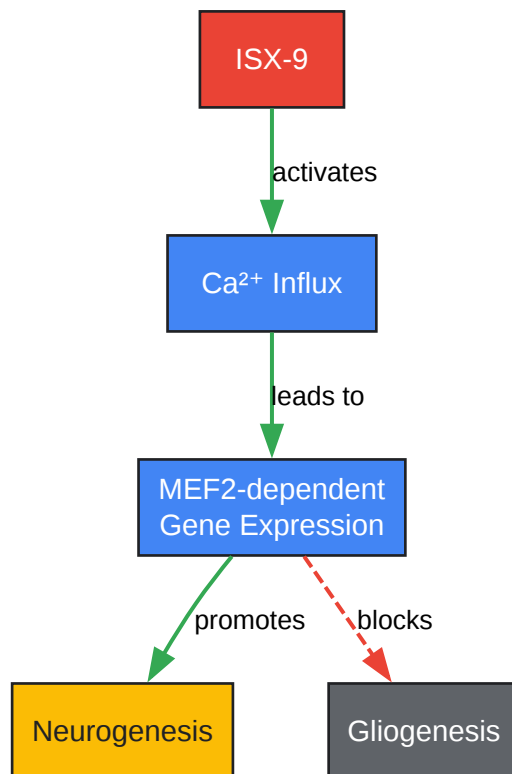 ISX-9
activates
Ca²⁺ Influx
leads to
MEF2-dependent
Gene Expression
promotes
blocks
Neurogenesis
Gliogenesis